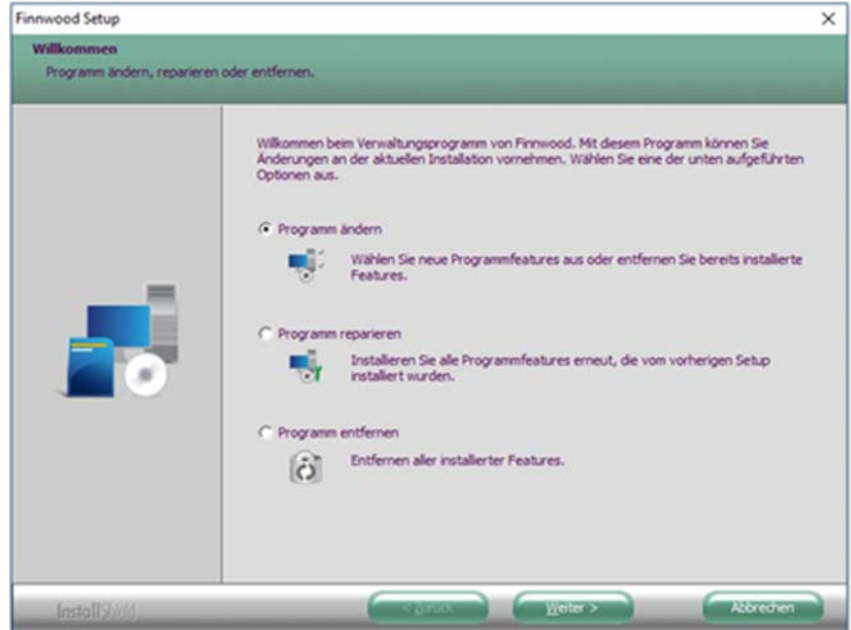 Finnwood Setup
Willkommen
Programm ändern, reparieren oder entfernen.
Willkommen beim Verwaltungsprogramm von Finnwood. Mit diesem Programm können Sie
Änderungen an der aktuellen Installation vornehmen. Wählen Sie eine der unten aufgeführten
Optionen aus.
Programm ändern
Wählen Sie neue Programmfeatures aus oder entfernen Sie bereits installierte
Features.
Programm reparieren
Installieren Sie alle Programmfeatures erneut, die vom vorherigen Setup
installiert wurden.
Programm entfernen
Entfernen aller installierter Features.
InstallShield
< Zurück
Weiter >
Abbrechen